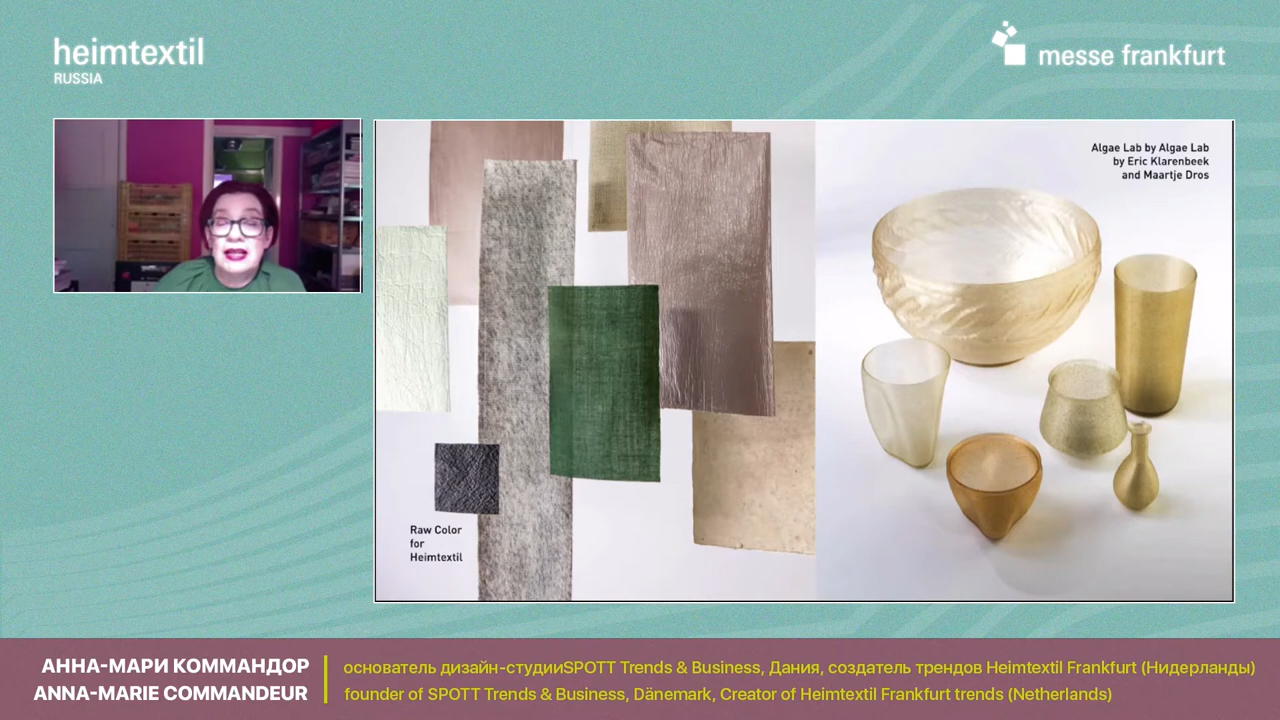 heimtextil
RUSSIA
messe frankfurt
Algae Lab by Algae Lab
by Eric Klarenbeek
and Maartje Dros
Raw Color
for
Heimtextil
АННА-МАРИ КОММАНДОР
ANNA-MARIE COMMANDEUR
основатель дизайн-студииSPOTT Trends & Business, Дания, создатель трендов Heimtextil Frankfurt (Нидерланды)
founder of SPOTT Trends & Business, Dänemark, Creator of Heimtextil Frankfurt trends (Netherlands)